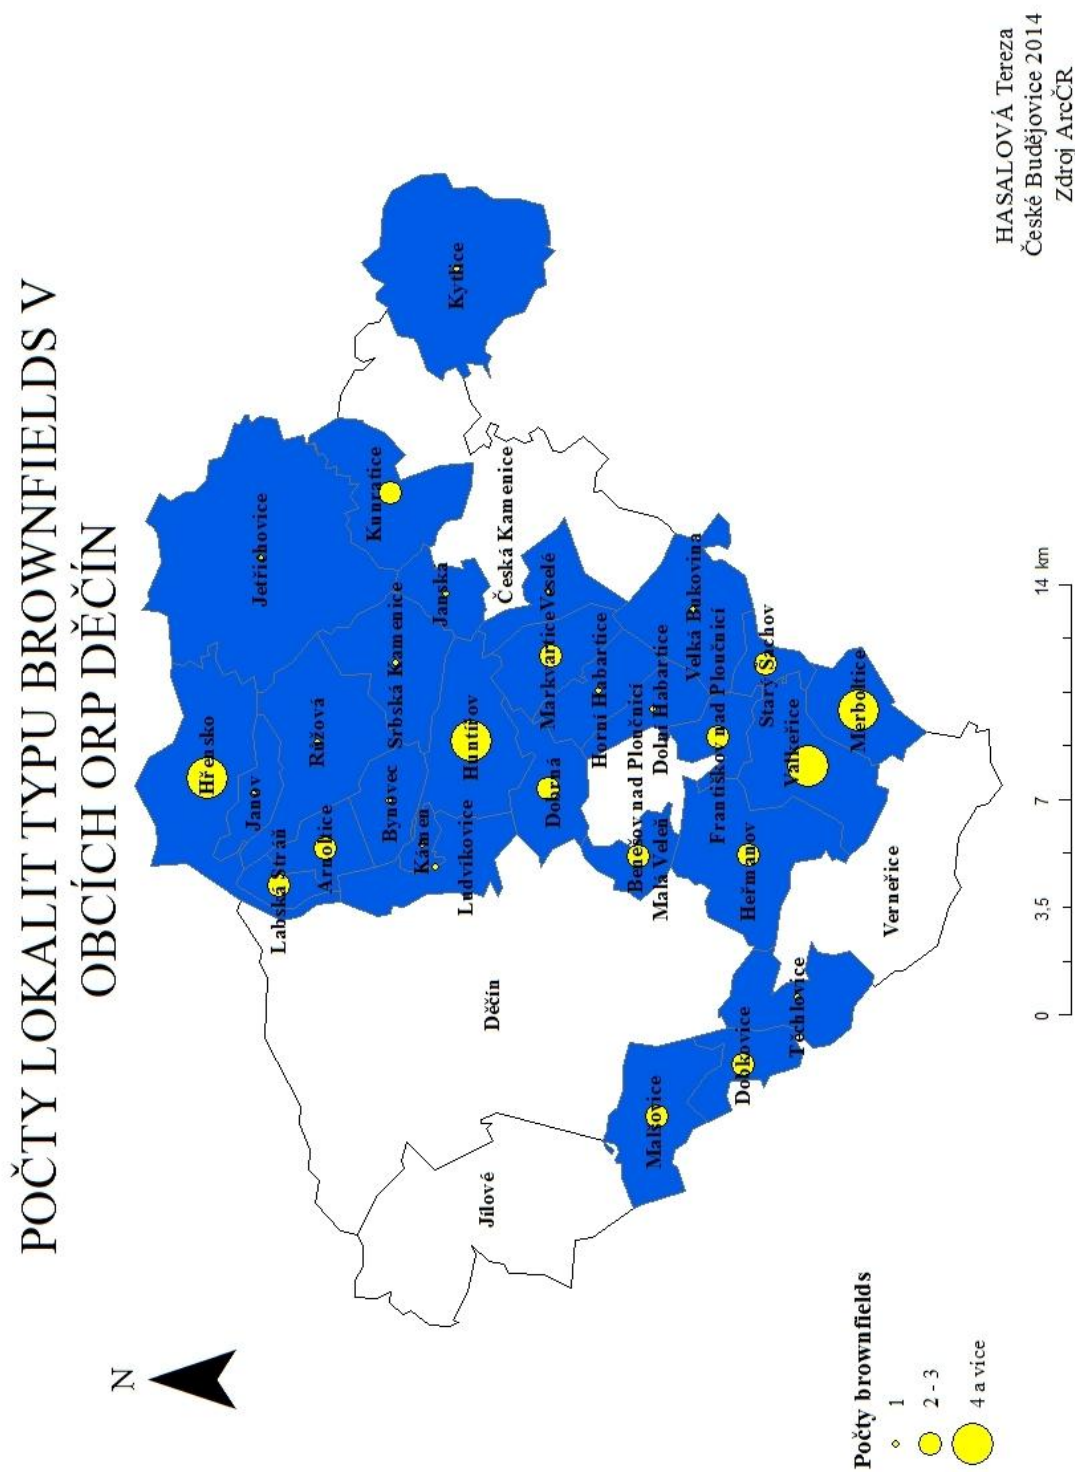 POČTY LOKALIT TYPU BROWNFIELDS V
OBCÍCH ORP DĚČÍN
N
Hřensko
Jetřichovice
Janov
Labská Stráň
Růžová
Arnoltice
Kunratice
Bynovec
Srbská Kamenice
Kámen
Janská
Kytlice
Ludvíkovice
Huntířov
Česká Kamenice
Děčín
Jílové
Dobrná
Markvartice
Veselé
Horní Habartice
Benešov nad Ploučnicí
Dolní Habartice
Malá Veleň
Malšovice
Velká Bukovina
Františkov nad Ploučnicí
Heřmanov
Dobkovice
Starý Šachov
Valkeřice
Těchlovice
Merboltice
Verneřice
Počty brownfields
1
2 - 3
4 a více
0
3,5
7
14 km
HASALOVÁ Tereza
České Budějovice 2014
Zdroj ArcČR